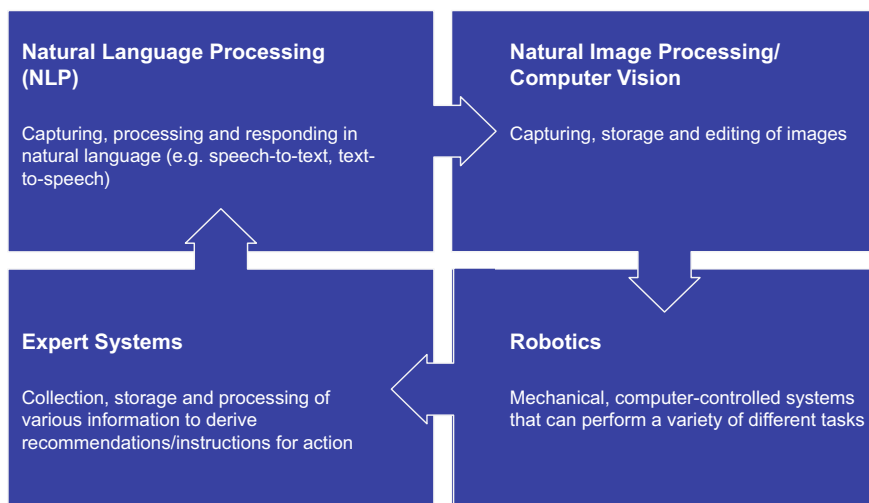 Natural Language Processing
(NLP)
Capturing, processing and responding in
natural language (e.g. speech-to-text, text-
to-speech)
Natural Image Processing/
Computer Vision
Capturing, storage and editing of images
Expert Systems
Collection, storage and processing of
various information to derive
recommendations/instructions for action
Robotics
Mechanical, computer-controlled systems
that can perform a variety of different tasks